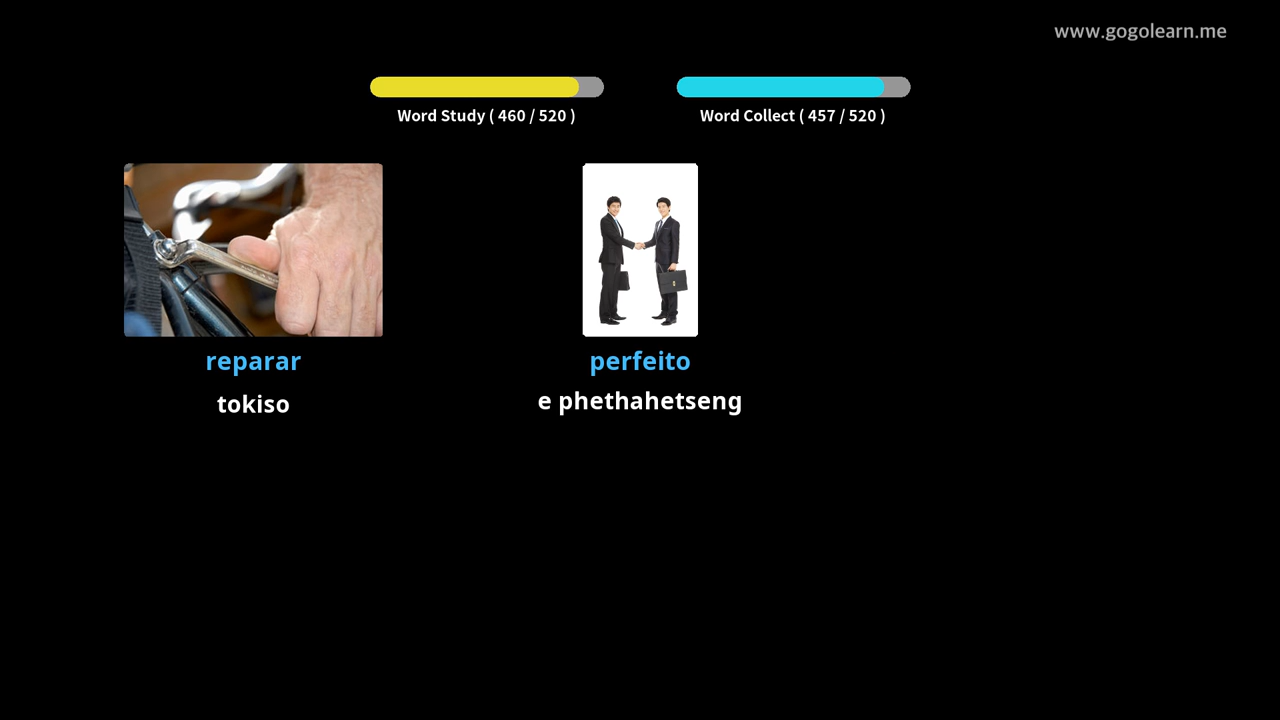 www.gogolearn.me
Word Study ( 460 / 520 )
Word Collect ( 457 / 520 )
reparar
tokiso
perfeito
e phethahetseng